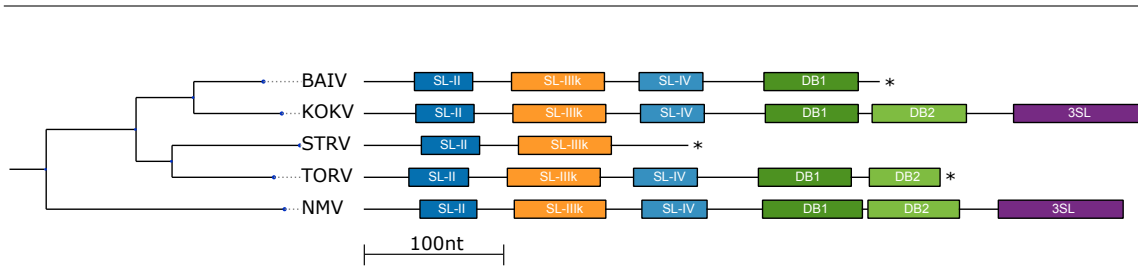 BAIV SL-II SL-IIIk SL-IV DB1 *
KOKV SL-II SL-IIIk SL-IV DB1 DB2 3SL
STRV SL-II SL-IIIk *
TORV SL-II SL-IIIk SL-IV DB1 DB2 *
NMV SL-II SL-IIIk SL-IV DB1 DB2 3SL
100nt